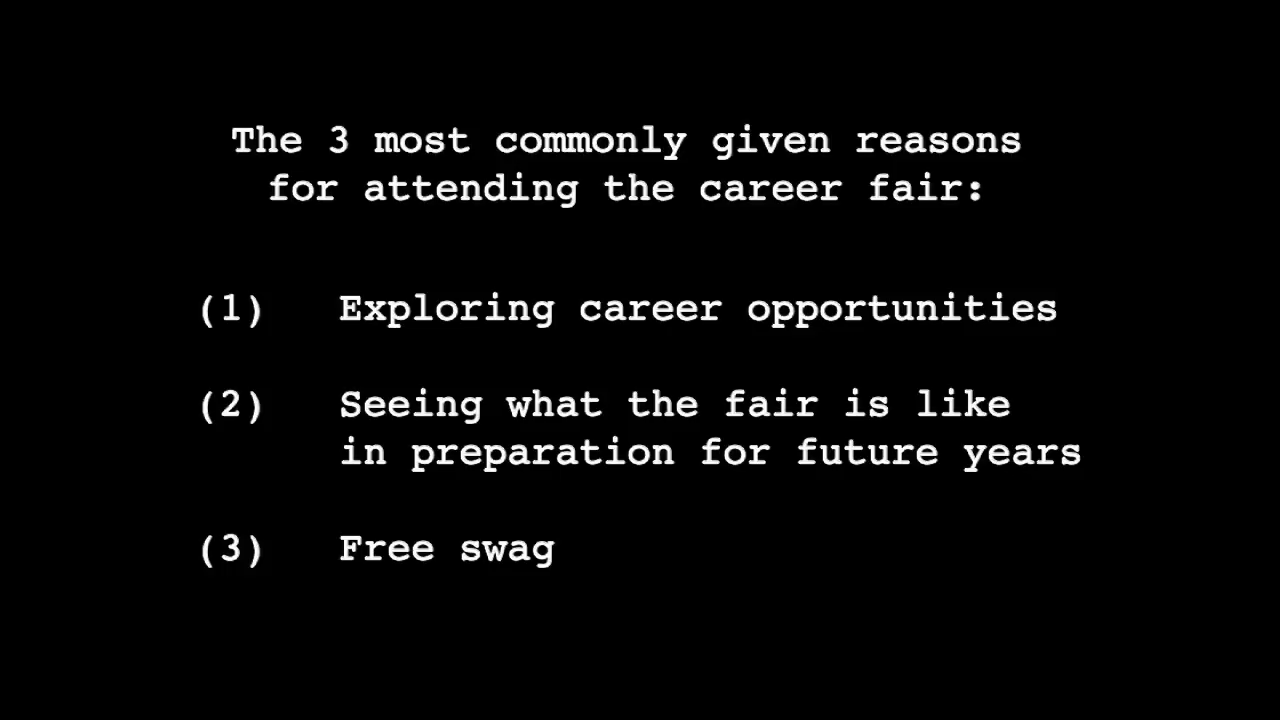 The 3 most commonly given reasons
for attending the career fair:
(1) Exploring career opportunities
(2) Seeing what the fair is like
in preparation for future years
(3) Free swag